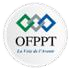 OFPPT
La Voie de l'Avenir